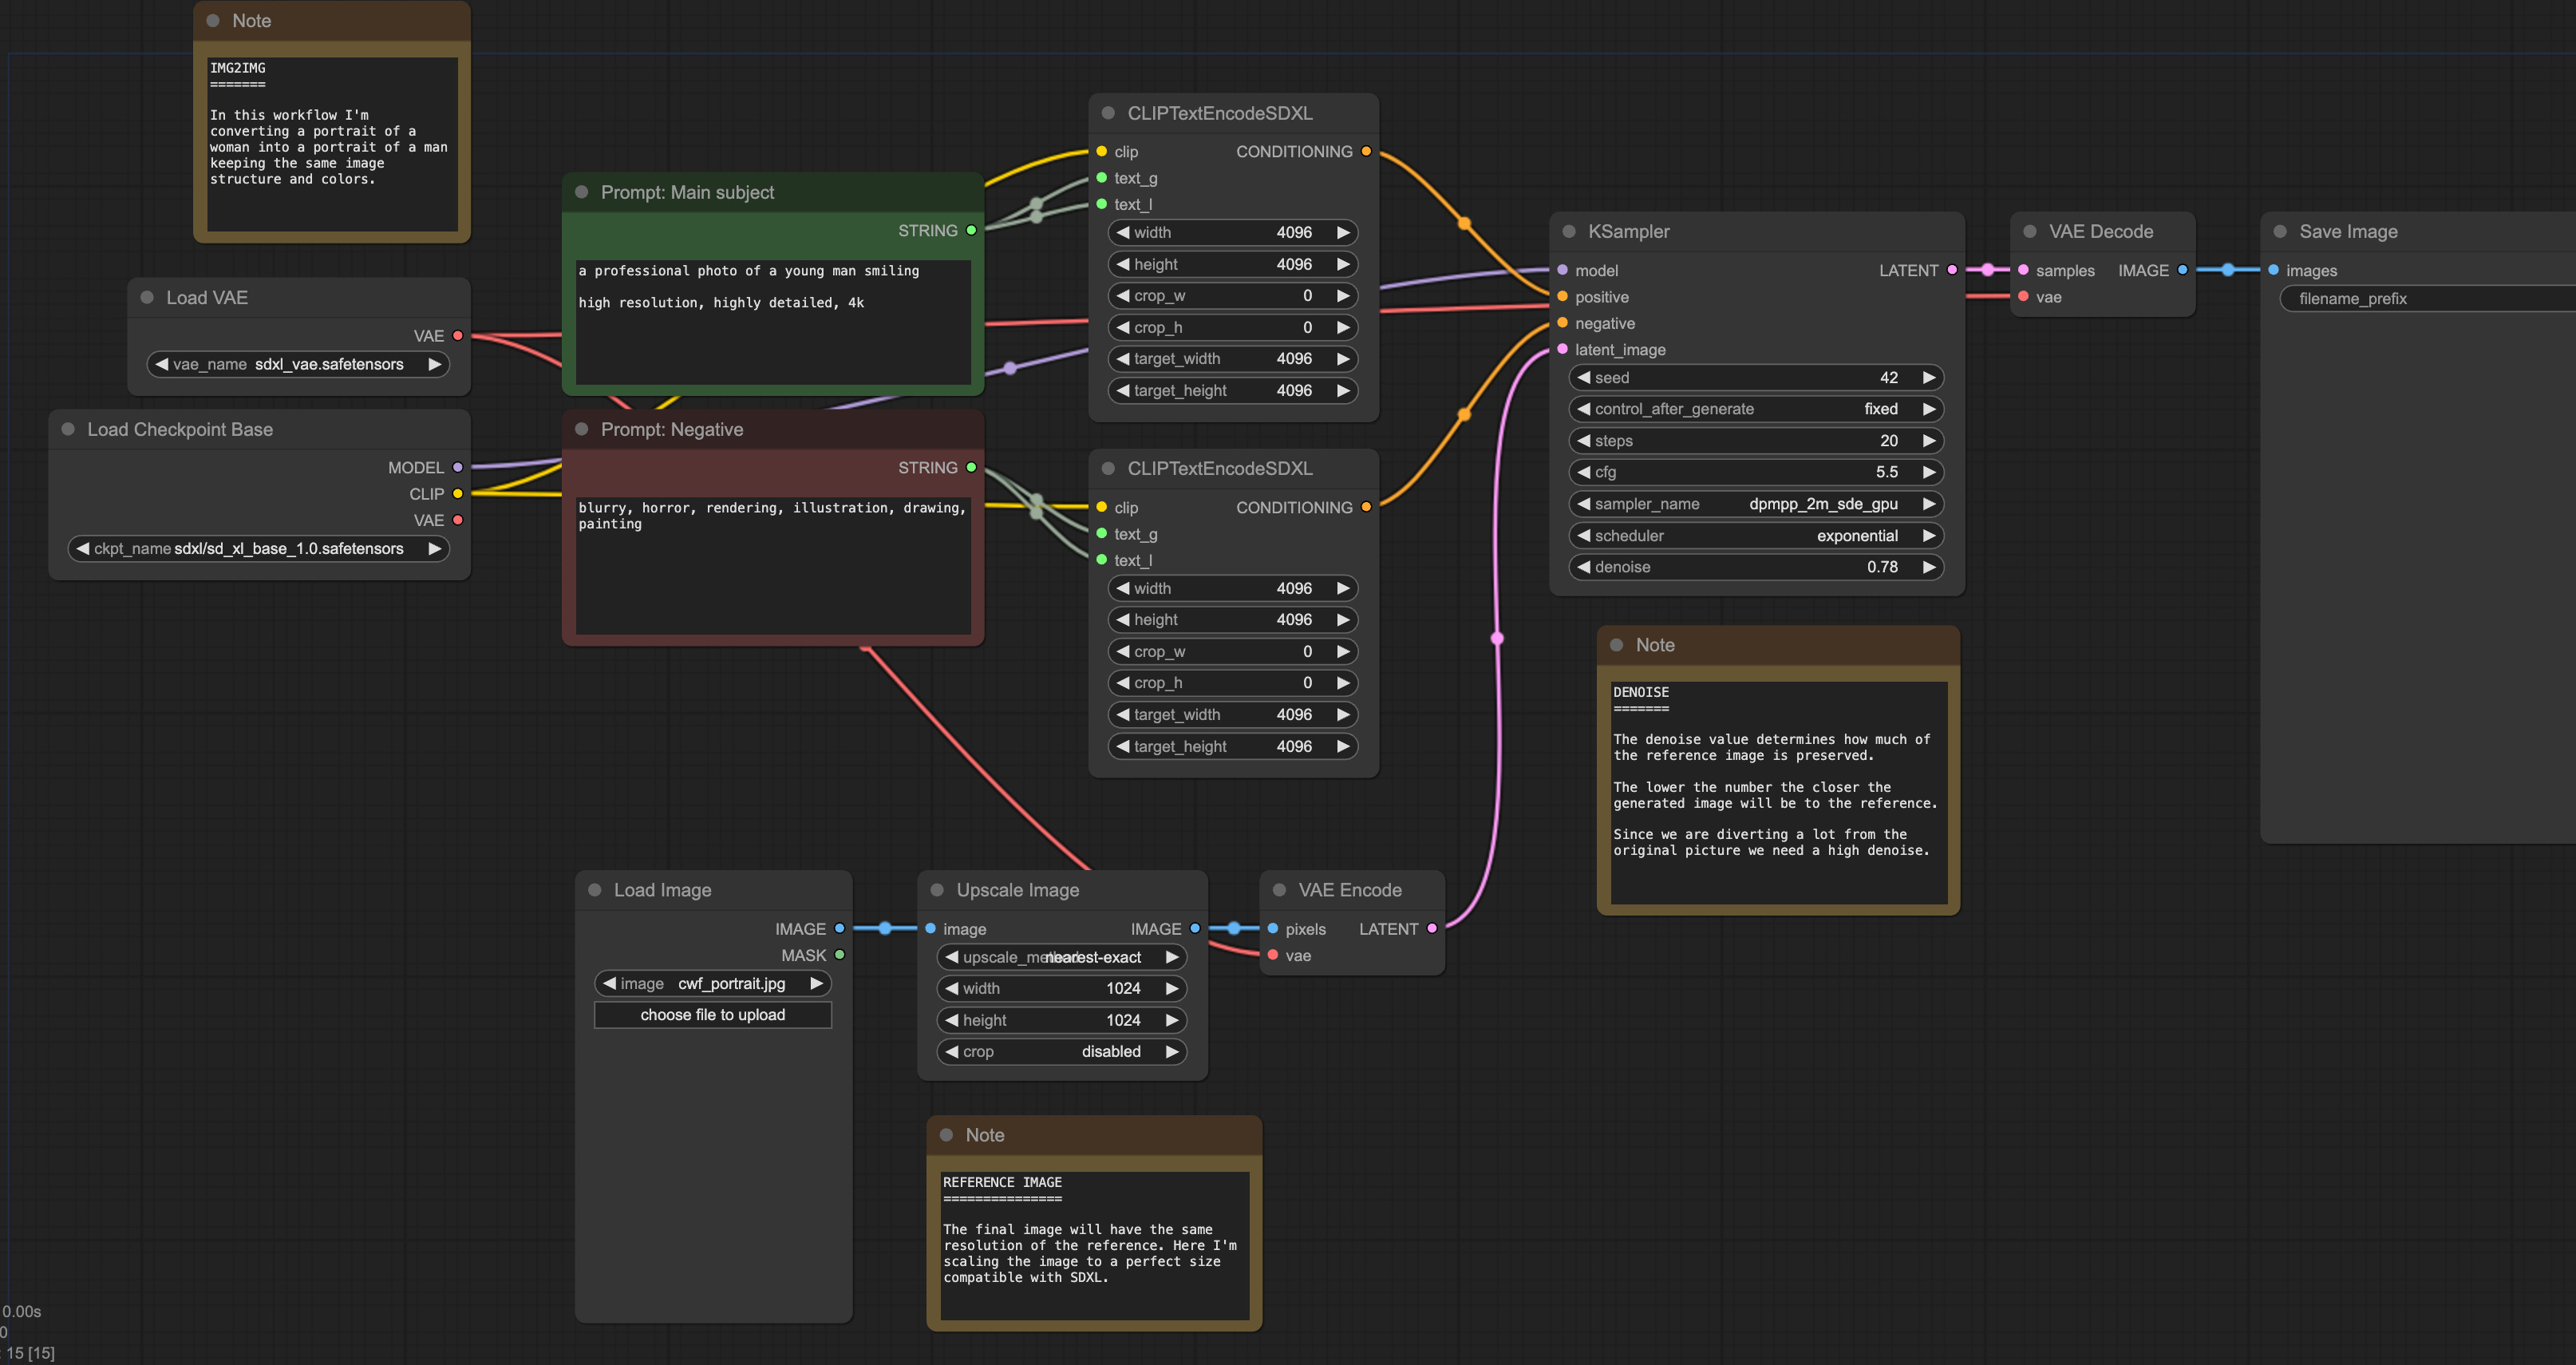 Note
IMG2IMG
=======
In this workflow I'm
converting a portrait of a
woman into a portrait of a man
keeping the same image
structure and colors.
Load VAE
VAE
vae_name sdxl_vae.safetensors
Load Checkpoint Base
MODEL
CLIP
VAE
ckpt_name sdxl/sd_xl_base_1.0.safetensors
Prompt: Main subject
STRING
a professional photo of a young man smiling
high resolution, highly detailed, 4k
Prompt: Negative
STRING
blurry, horror, rendering, illustration, drawing,
painting
CLIPTextEncodeSDXL
clip CONDITIONING
text_g
text_l
width 4096
height 4096
crop_w 0
crop_h 0
target_width 4096
target_height 4096
CLIPTextEncodeSDXL
clip CONDITIONING
text_g
text_l
width 4096
height 4096
crop_w 0
crop_h 0
target_width 4096
target_height 4096
KSampler
model LATENT
positive
negative
latent_image
seed 42
control_after_generate fixed
steps 20
cfg 5.5
sampler_name dpmpp_2m_sde_gpu
scheduler exponential
denoise 0.78
VAE Decode
samples IMAGE
vae
Save Image
images
filename_prefix
Note
DENOISE
=======
The denoise value determines how much of
the reference image is preserved.
The lower the number the closer the
generated image will be to the reference.
Since we are diverting a lot from the
original picture we need a high denoise.
Load Image
IMAGE
MASK
image cwf_portrait.jpg
choose file to upload
Upscale Image
image IMAGE
nearest-exact
width 1024
height 1024
crop disabled
VAE Encode
pixels LATENT
vae
Note
REFERENCE IMAGE
===============
The final image will have the same
resolution of the reference. Here I'm
scaling the image to a perfect size
compatible with SDXL.
0.00s
0
: 15 [15]